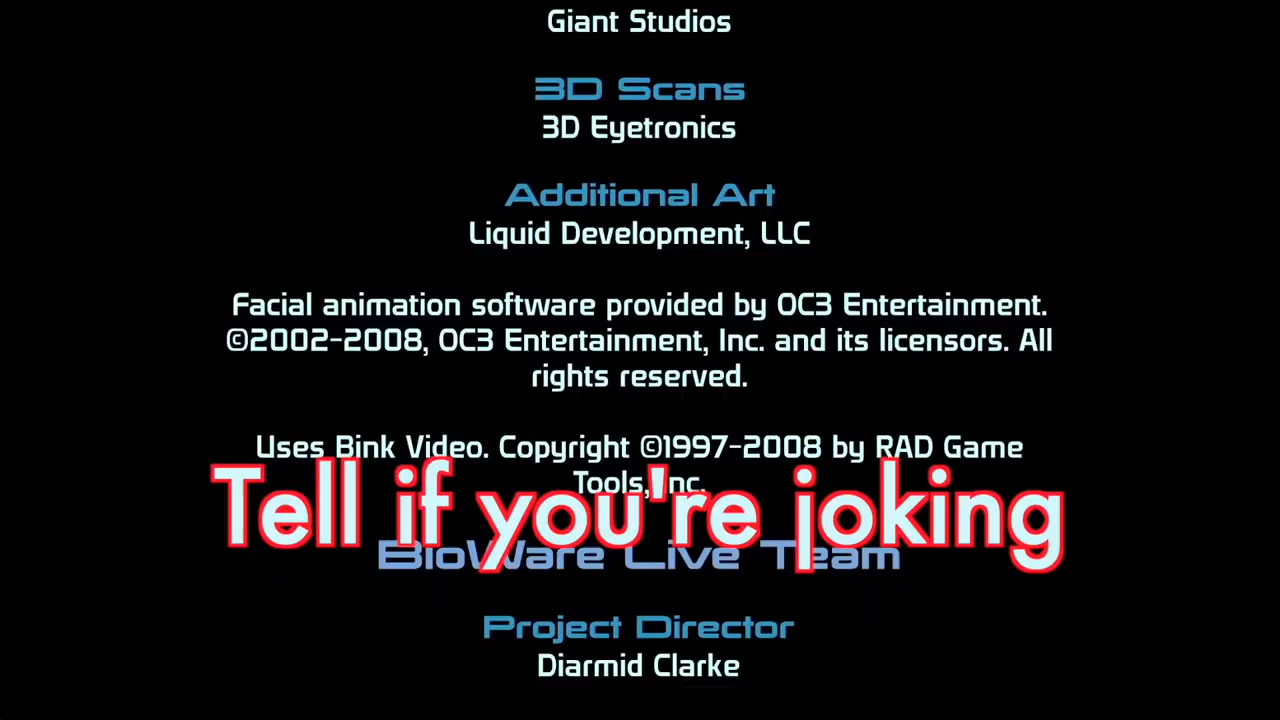 Giant Studios
3D Scans
3D Eyetronics
Additional Art
Liquid Development, LLC
Facial animation software provided by OC3 Entertainment.
©2002-2008, OC3 Entertainment, Inc. and its licensors. All
rights reserved.
Uses Bink Video. Copyright ©1997-2008 by RAD Game
Tools, Inc.
Tell if you're joking
BioWare Live Team
Project Director
Diarmid Clarke